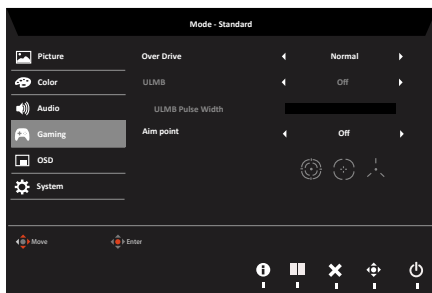 Mode - Standard
Picture
Over Drive Normal
Color
ULMB Off
Audio
ULMB Pulse Width
Gaming
Aim point Off
OSD
System
Move Enter